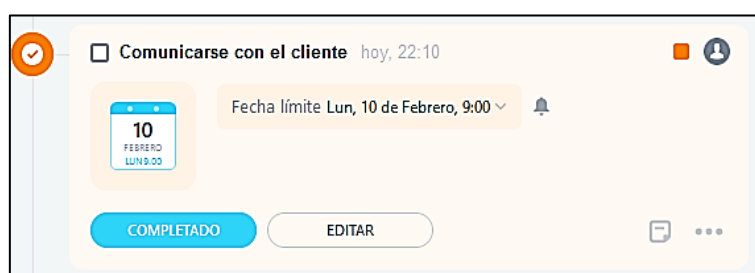 Comunicarse con el cliente hoy, 22:10
Fecha límite Lun, 10 de Febrero, 9:00
10
FEBRERO
LUN 9:00
COMPLETADO EDITAR